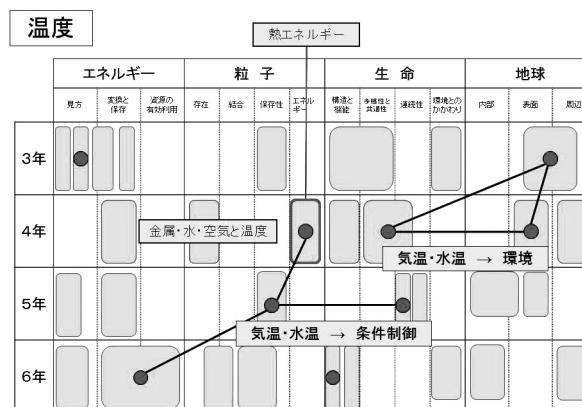 温度
熱エネルギー
エネルギー 粒子 生命 地球
見方 変換と保存 資源の有効利用 存在 結合 保存性 エネルギー 構造と機能 多様性と共通性 連続性 環境とのかかわり 内部 表面 周辺
3年
4年
金属・水・空気と温度
気温・水温 → 環境
5年
気温・水温 → 条件制御
6年